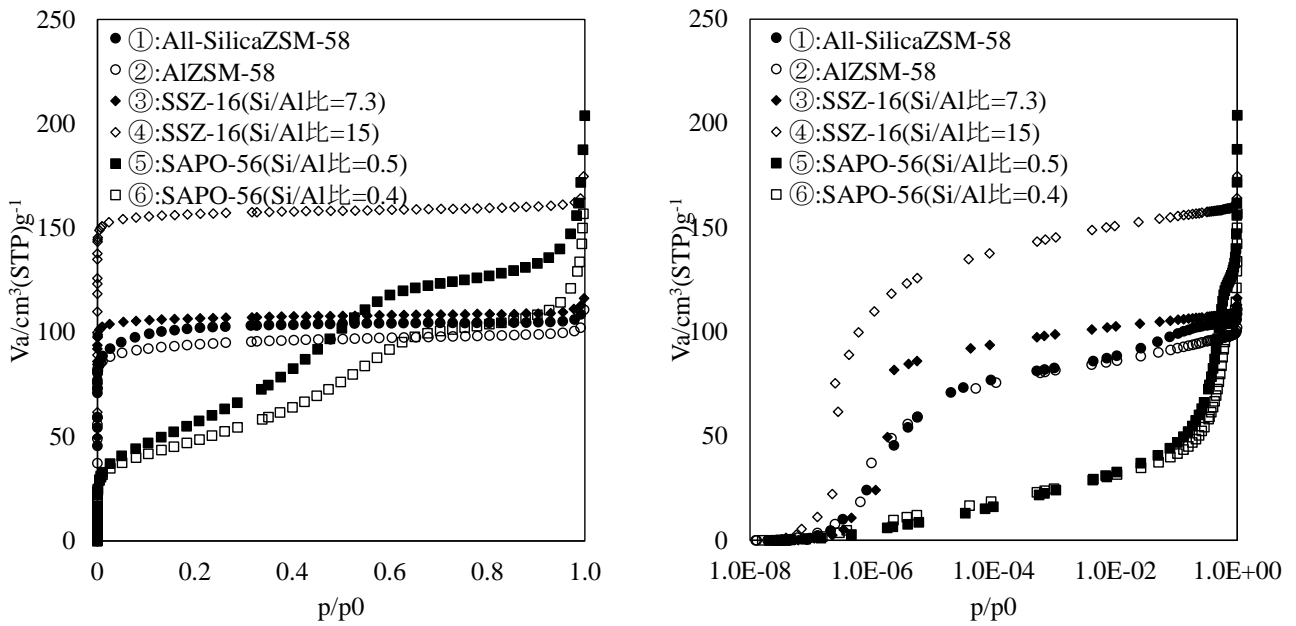 250
200
150
100
50
0
Va/cm³(STP)g⁻¹
①:All-SilicaZSM-58
②:AlZSM-58
③:SSZ-16(Si/Al比=7.3)
④:SSZ-16(Si/Al比=15)
⑤:SAPO-56(Si/Al比=0.5)
⑥:SAPO-56(Si/Al比=0.4)
0 0.2 0.4 0.6 0.8 1.0
p/p0
250
200
150
100
50
0
Va/cm³(STP)g⁻¹
①:All-SilicaZSM-58
②:AlZSM-58
③:SSZ-16(Si/Al比=7.3)
④:SSZ-16(Si/Al比=15)
⑤:SAPO-56(Si/Al比=0.5)
⑥:SAPO-56(Si/Al比=0.4)
1.0E-08 1.0E-06 1.0E-04 1.0E-02 1.0E+00
p/p0